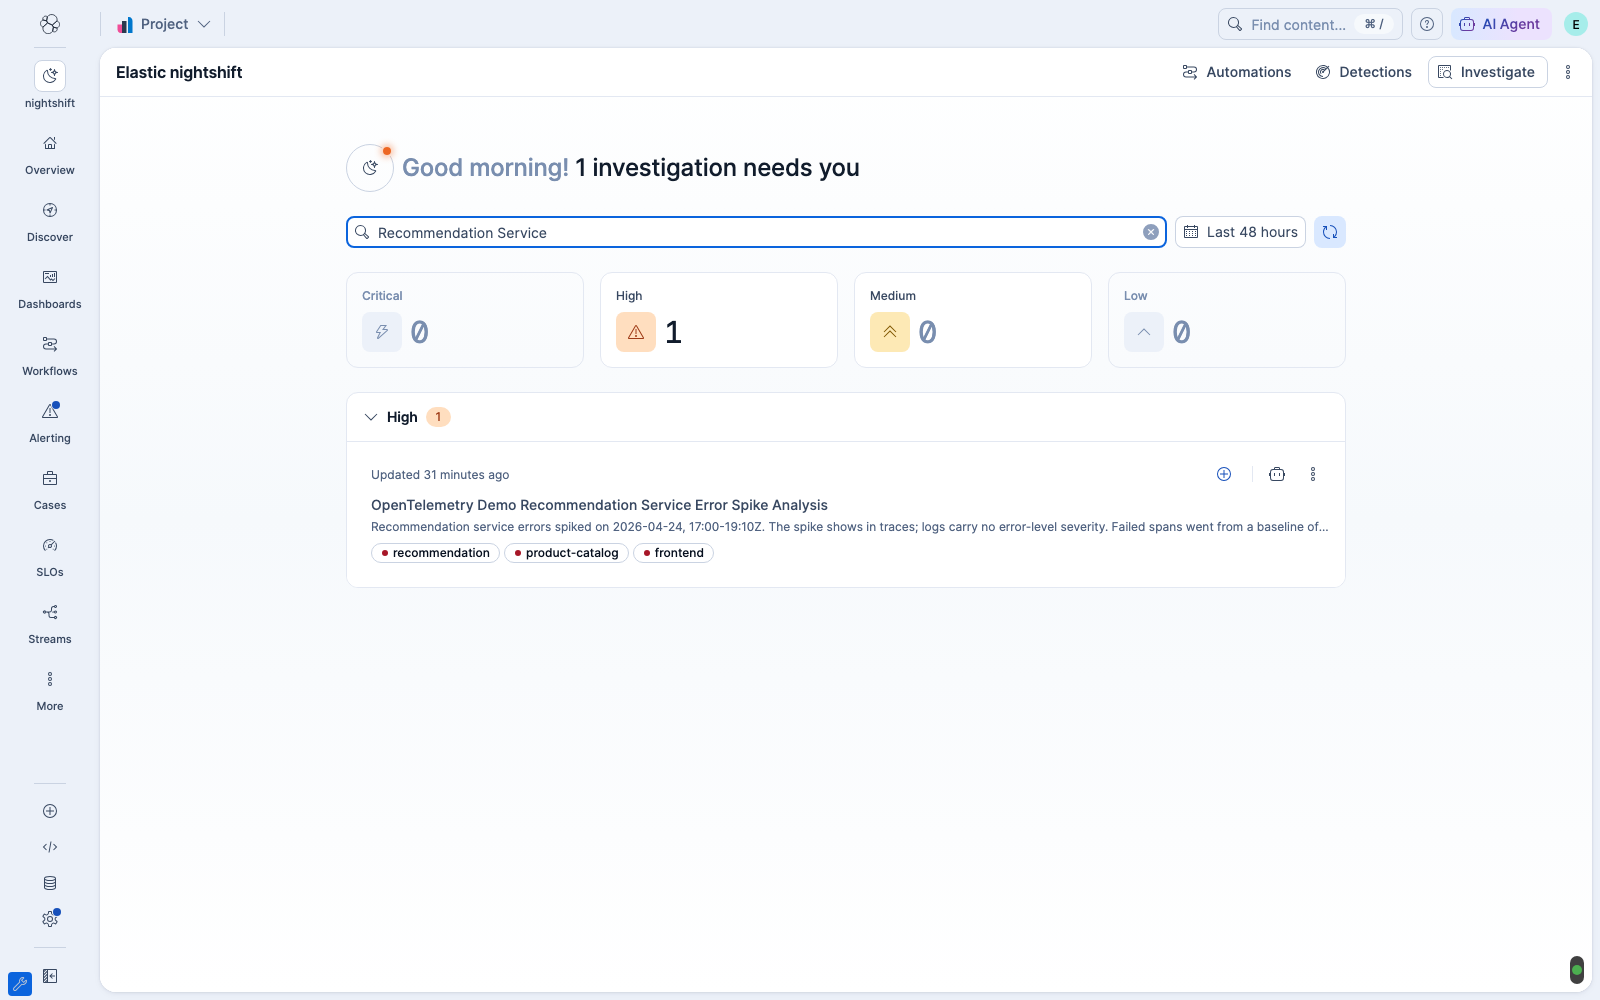 Project
Find content... ⌘ /
AI Agent
E
nightshift
Overview
Discover
Dashboards
Workflows
Alerting
Cases
SLOs
Streams
More
Elastic nightshift
Automations
Detections
Investigate
Good morning! 1 investigation needs you
Recommendation Service
Last 48 hours
Critical
0
High
1
Medium
0
Low
0
High 1
Updated 31 minutes ago
OpenTelemetry Demo Recommendation Service Error Spike Analysis
Recommendation service errors spiked on 2026-04-24, 17:00-19:10Z. The spike shows in traces; logs carry no error-level severity. Failed spans went from a baseline of...
recommendation product-catalog frontend